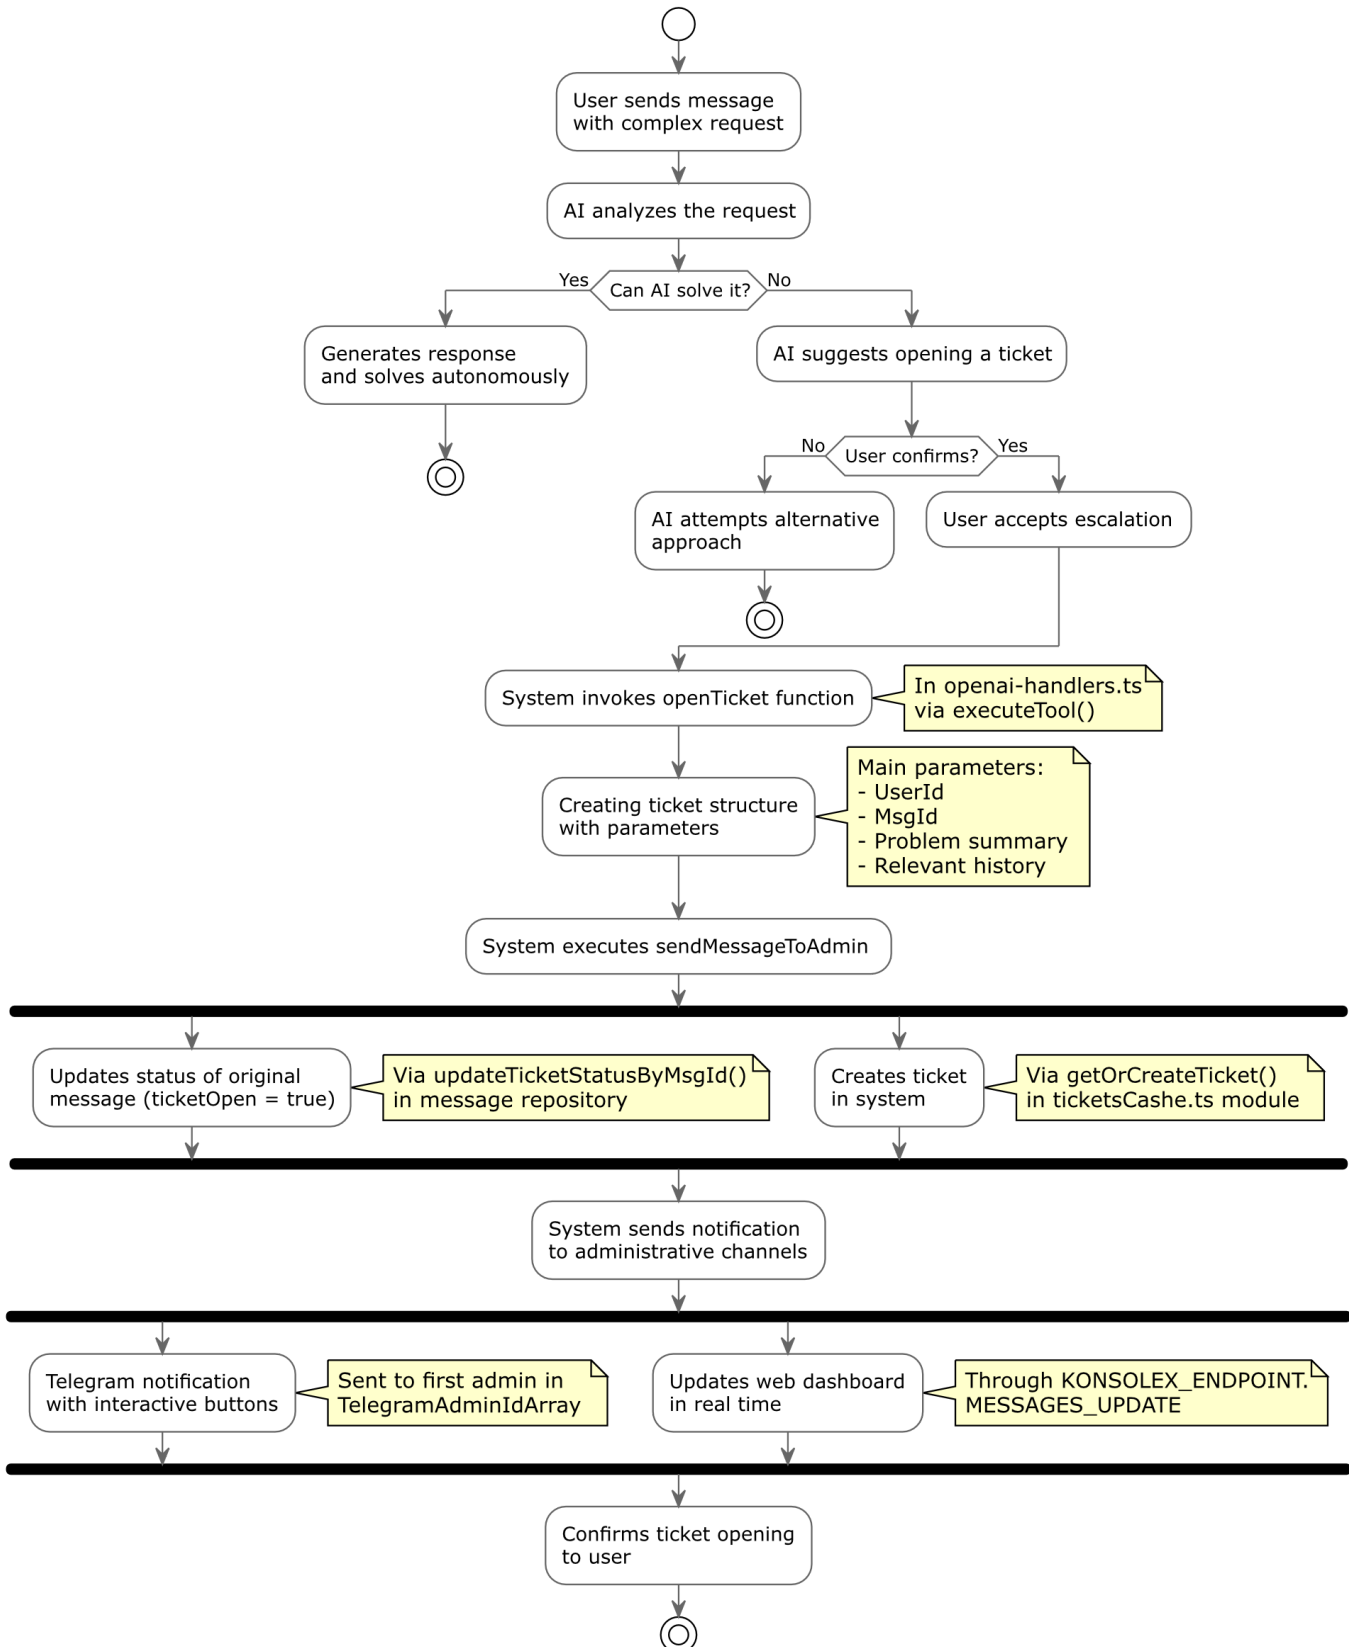 User sends message
with complex request
AI analyzes the request
Yes
Can AI solve it?
No
Generates response
and solves autonomously
AI suggests opening a ticket
No
User confirms?
Yes
AI attempts alternative
approach
User accepts escalation
System invokes openTicket function
In openai-handlers.ts
via executeTool()
Creating ticket structure
with parameters
Main parameters:
- UserId
- MsgId
- Problem summary
- Relevant history
System executes sendMessageToAdmin
Updates status of original
message (ticketOpen = true)
Via updateTicketStatusByMsgId()
in message repository
Creates ticket
in system
Via getOrCreateTicket()
in ticketsCashe.ts module
System sends notification
to administrative channels
Telegram notification
with interactive buttons
Sent to first admin in
TelegramAdminIdArray
Updates web dashboard
in real time
Through KONSOLEX_ENDPOINT.
MESSAGES_UPDATE
Confirms ticket opening
to user